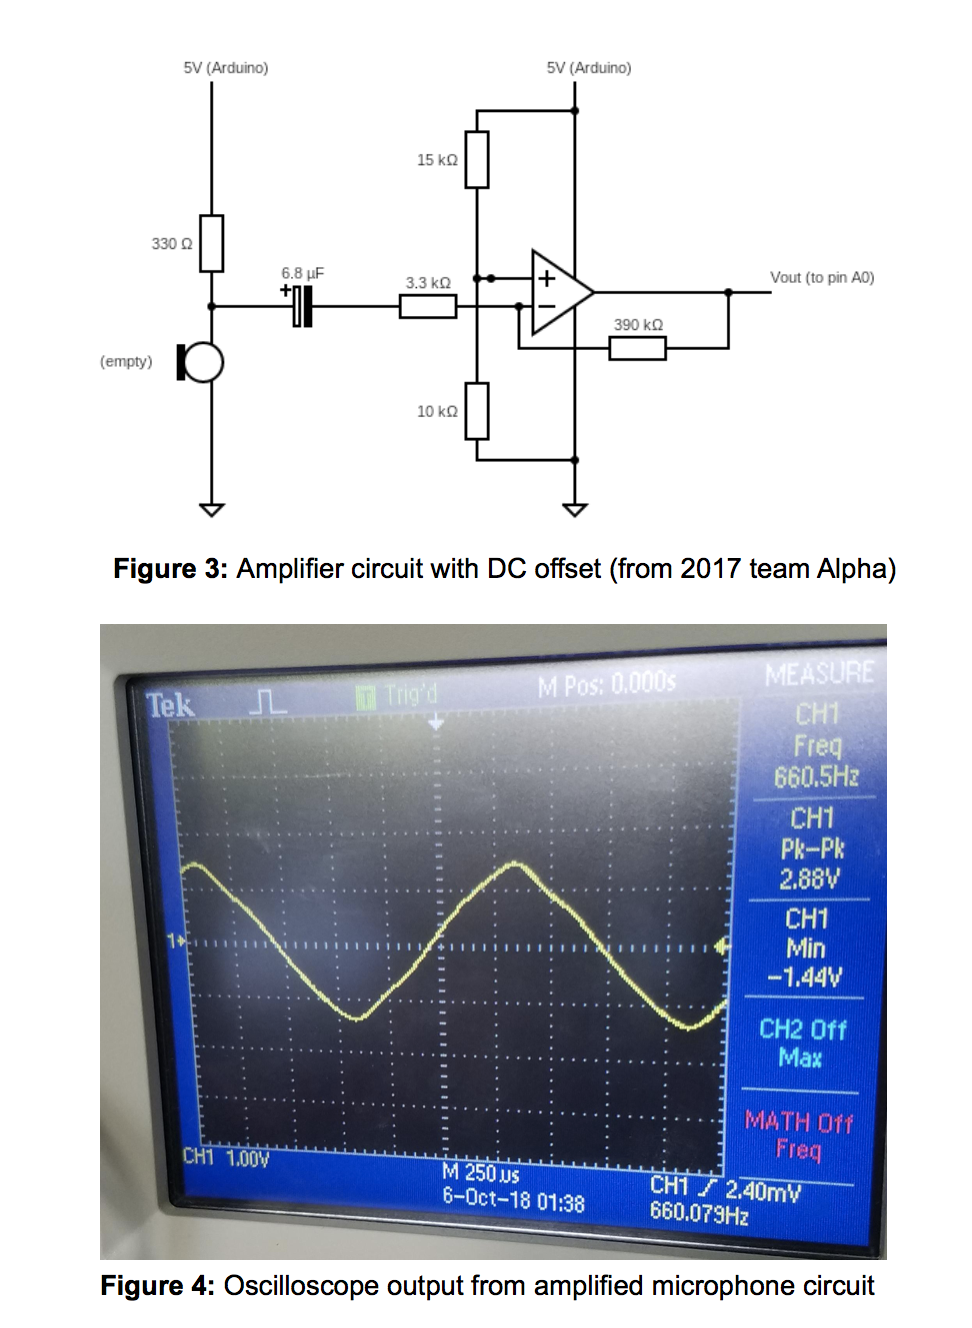 5V (Arduino)
5V (Arduino)
15 kΩ
330 Ω
6.8 µF
+
3.3 kΩ
+
−
Vout (to pin A0)
390 kΩ
(empty)
10 kΩ
Figure 3: Amplifier circuit with DC offset (from 2017 team Alpha)
Tek
T Trig'd
M Pos: 0.000s
MEASURE
CH1
Freq
660.5Hz
CH1
Pk-Pk
2.88V
1
CH1
Min
-1.44V
CH2 Off
Max
MATH Off
Freq
CH1 1.00V
M 250µs
CH1 / 2.40mV
6-Oct-18 01:38
660.079Hz
Figure 4: Oscilloscope output from amplified microphone circuit